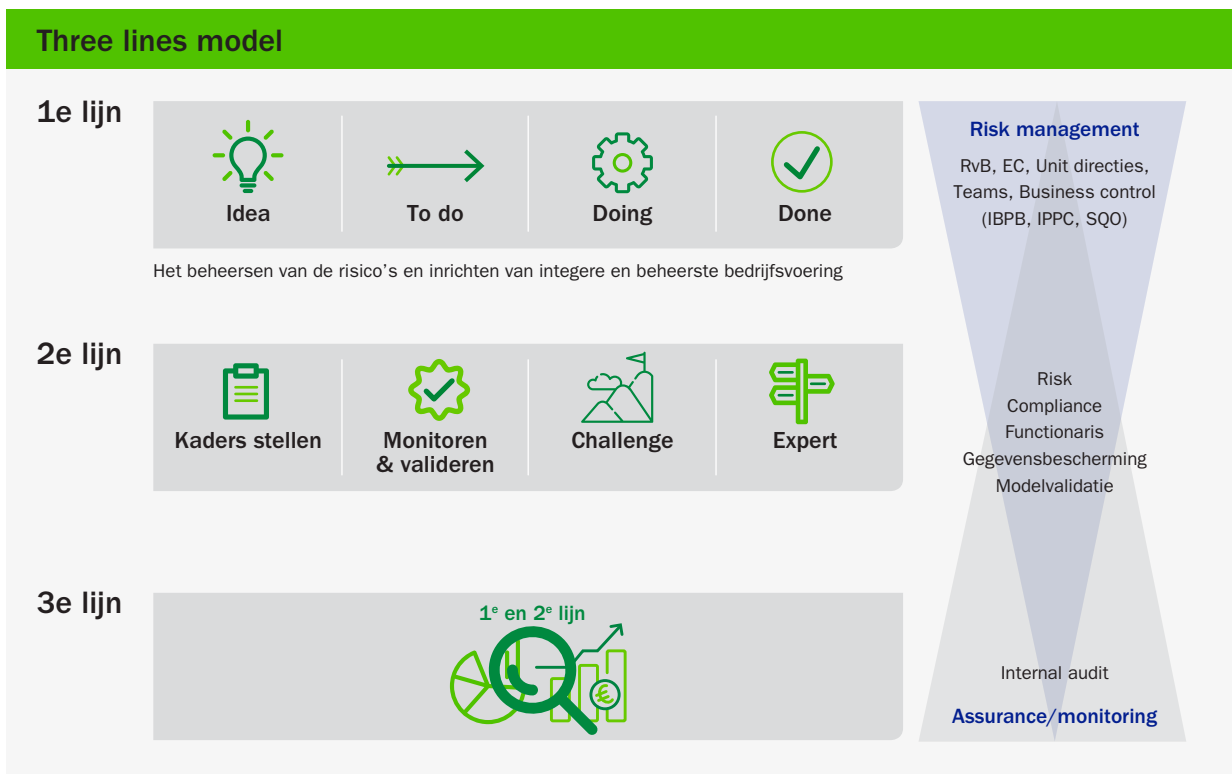 Three lines model
1e lijn
Idea
To do
Doing
Done
Het beheersen van de risico's en inrichten van integere en beheerste bedrijfsvoering
Risk management
RvB, EC, Unit directies,
Teams, Business control
(IBPB, IPPC, SQO)
2e lijn
Kaders stellen
Monitoren
& valideren
Challenge
Expert
Risk
Compliance
Functionaris
Gegevensbescherming
Modelvalidatie
3e lijn
1e en 2e lijn
€
Internal audit
Assurance/monitoring